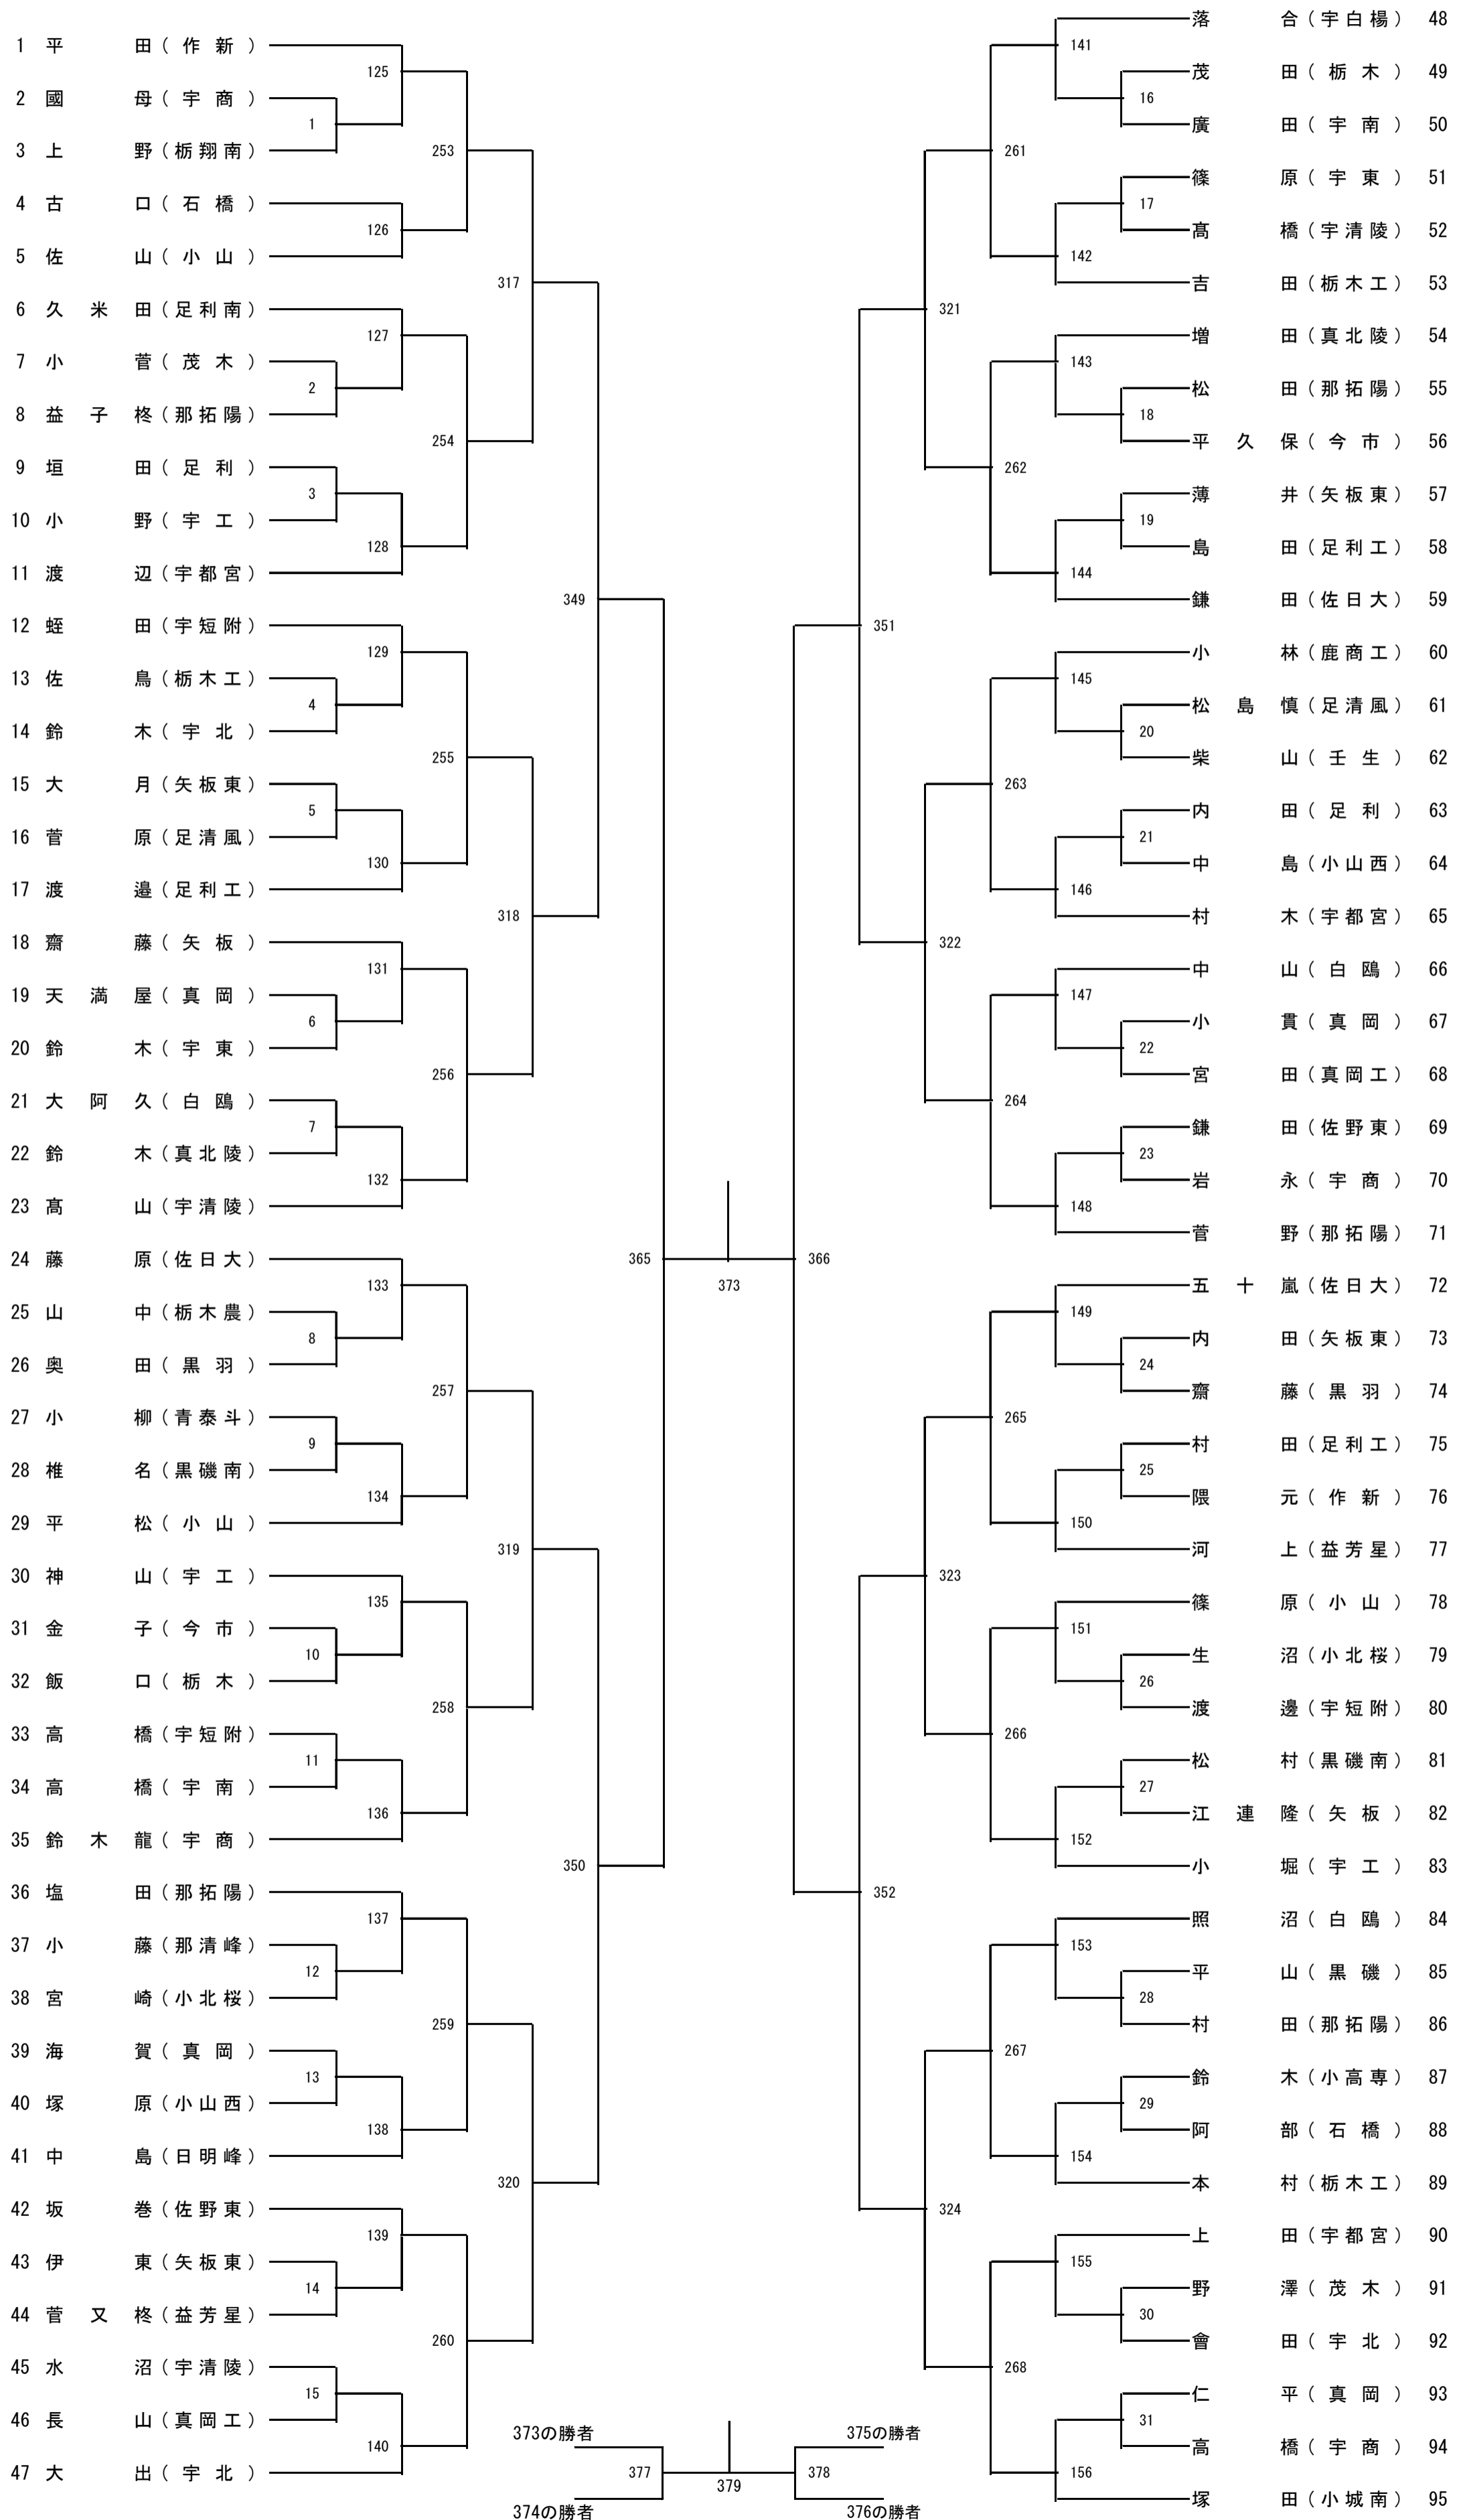 1 平田（作新）
2 國母（宇商）
3 上野（栃翔南）
4 古口（石橋）
5 佐山（小山）
6 久米田（足利南）
7 小菅（茂木）
8 益子柊（那拓陽）
9 垣田（足利）
10 小野（宇工）
11 渡辺（宇都宮）
12 蛭田（宇短附）
13 佐鳥（栃木工）
14 鈴木（宇北）
15 大月（矢板東）
16 菅原（足清風）
17 渡邉（足利工）
18 齋藤（矢板）
19 天満屋（真岡）
20 鈴木（宇東）
21 大阿久（白鴎）
22 鈴木（真北陵）
23 髙山（宇清陵）
24 藤原（佐日大）
25 山中（栃木農）
26 奥田（黒羽）
27 小柳（青泰斗）
28 椎名（黒磯南）
29 平松（小山）
30 神山（宇工）
31 金子（今市）
32 飯口（栃木）
33 高橋（宇短附）
34 高橋（宇南）
35 鈴木龍（宇商）
36 塩田（那拓陽）
37 小藤（那清峰）
38 宮崎（小北桜）
39 海賀（真岡）
40 塚原（小山西）
41 中島（日明峰）
42 坂巻（佐野東）
43 伊東（矢板東）
44 菅又柊（益芳星）
45 水沼（宇清陵）
46 長山（真岡工）
47 大出（宇北）
1
2
3
4
5
6
7
8
9
10
11
12
13
14
15
125
126
127
128
129
130
131
132
133
134
135
136
137
138
139
140
253
254
255
256
257
258
259
260
317
318
319
320
349
350
365
373
366
351
352
321
322
323
324
261
262
263
264
265
266
267
268
141
142
143
144
145
146
147
148
149
150
151
152
153
154
155
156
16
17
18
19
20
21
22
23
24
25
26
27
28
29
30
31
落合（宇白楊） 48
茂田（栃木） 49
廣田（宇南） 50
篠原（宇東） 51
髙橋（宇清陵） 52
吉田（栃木工） 53
増田（真北陵） 54
松田（那拓陽） 55
平久保（今市） 56
薄井（矢板東） 57
島田（足利工） 58
鎌田（佐日大） 59
小林（鹿商工） 60
松島慎（足清風） 61
柴山（壬生） 62
内田（足利） 63
中島（小山西） 64
村木（宇都宮） 65
中山（白鴎） 66
小貫（真岡） 67
宮田（真岡工） 68
鎌田（佐野東） 69
岩永（宇商） 70
菅野（那拓陽） 71
五十嵐（佐日大） 72
内田（矢板東） 73
齋藤（黒羽） 74
村田（足利工） 75
隈元（作新） 76
河上（益芳星） 77
篠原（小山） 78
生沼（小北桜） 79
渡邊（宇短附） 80
松村（黒磯南） 81
江連隆（矢板） 82
小堀（宇工） 83
照沼（白鴎） 84
平山（黒磯） 85
村田（那拓陽） 86
鈴木（小高専） 87
阿部（石橋） 88
本村（栃木工） 89
上田（宇都宮） 90
野澤（茂木） 91
會田（宇北） 92
仁平（真岡） 93
高橋（宇商） 94
塚田（小城南） 95
373の勝者
375の勝者
377
379
378
374の勝者
376の勝者